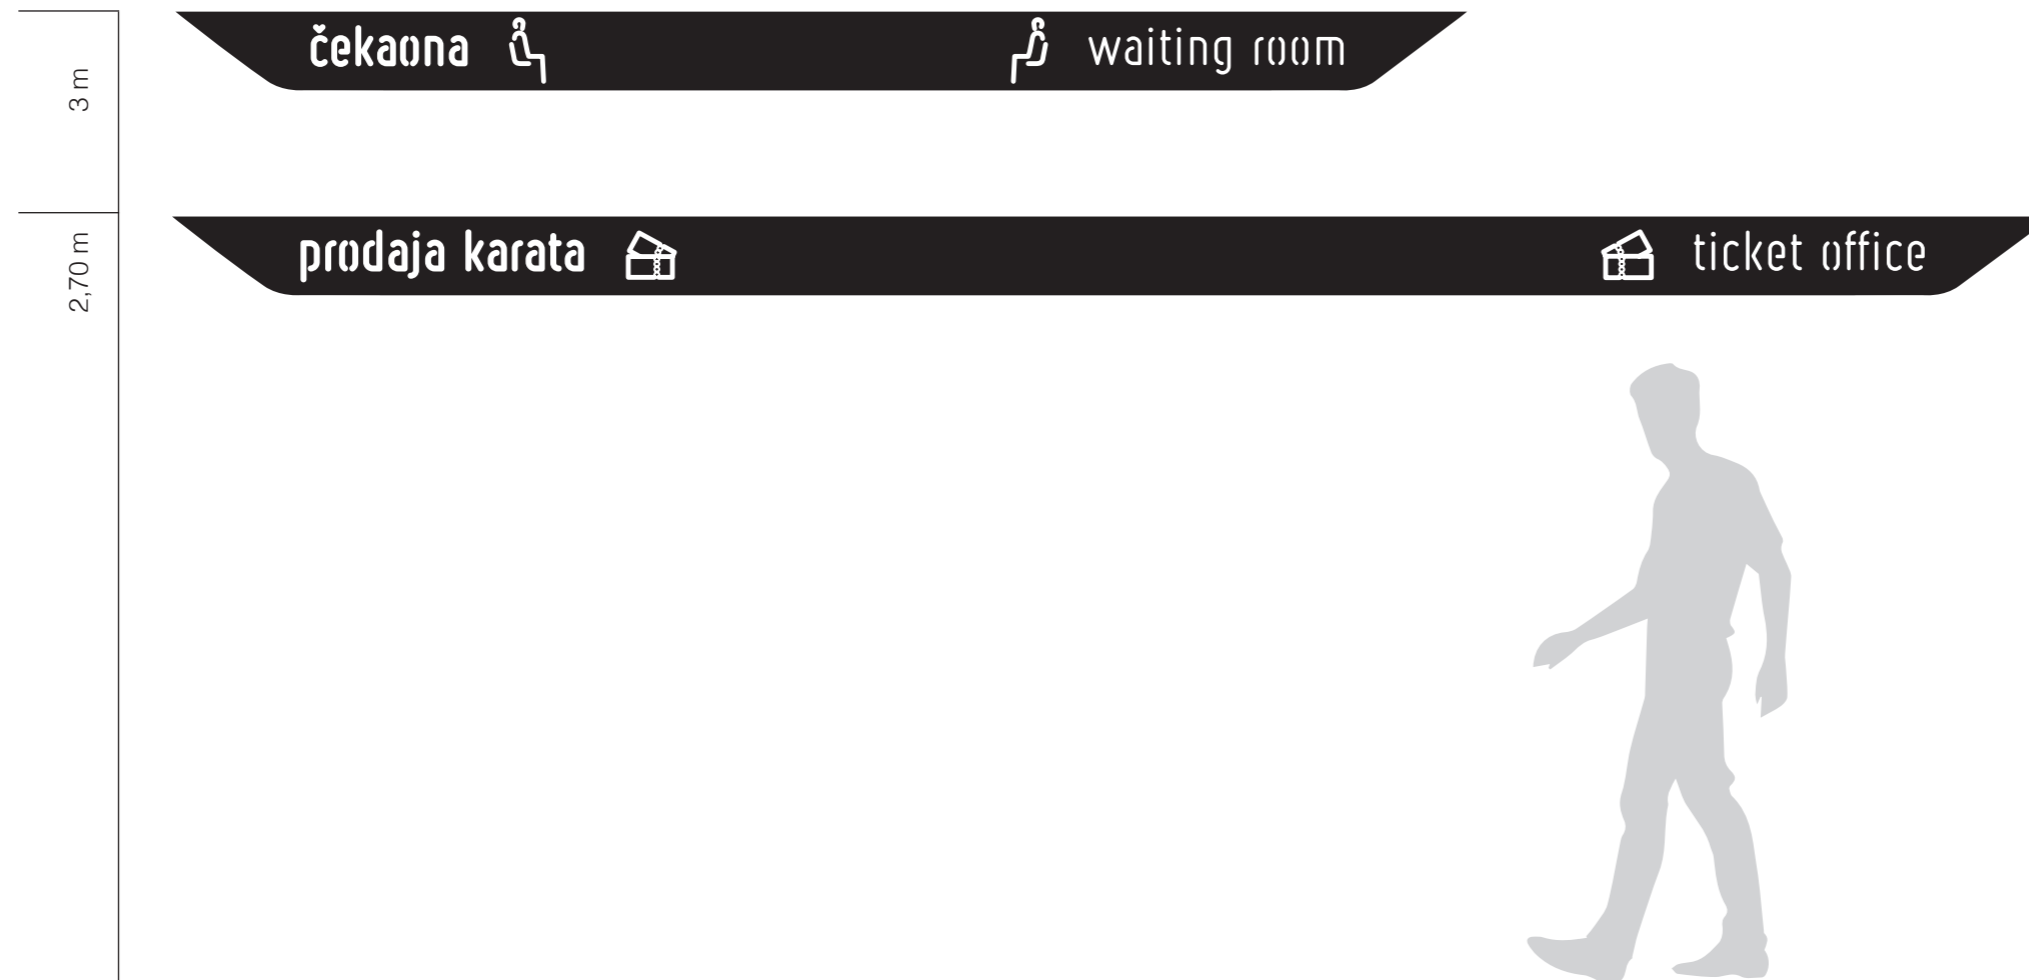 3 m
čekaona waiting room
2,70 m
prodaja karata ticket office